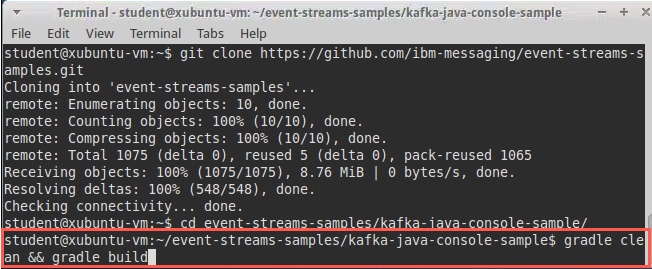 Terminal - student@xubuntu-vm: ~/event-streams-samples/kafka-java-console-sample
File Edit View Terminal Tabs Help
student@xubuntu-vm:~$ git clone https://github.com/ibm-messaging/event-streams-s
amples.git
Cloning into 'event-streams-samples'...
remote: Enumerating objects: 10, done.
remote: Counting objects: 100% (10/10), done.
remote: Compressing objects: 100% (10/10), done.
remote: Total 1075 (delta 0), reused 5 (delta 0), pack-reused 1065
Receiving objects: 100% (1075/1075), 8.76 MiB | 0 bytes/s, done.
Resolving deltas: 100% (548/548), done.
Checking connectivity... done.
student@xubuntu-vm:~$ cd event-streams-samples/kafka-java-console-sample/
student@xubuntu-vm:~/event-streams-samples/kafka-java-console-sample$ gradle cle
an && gradle build